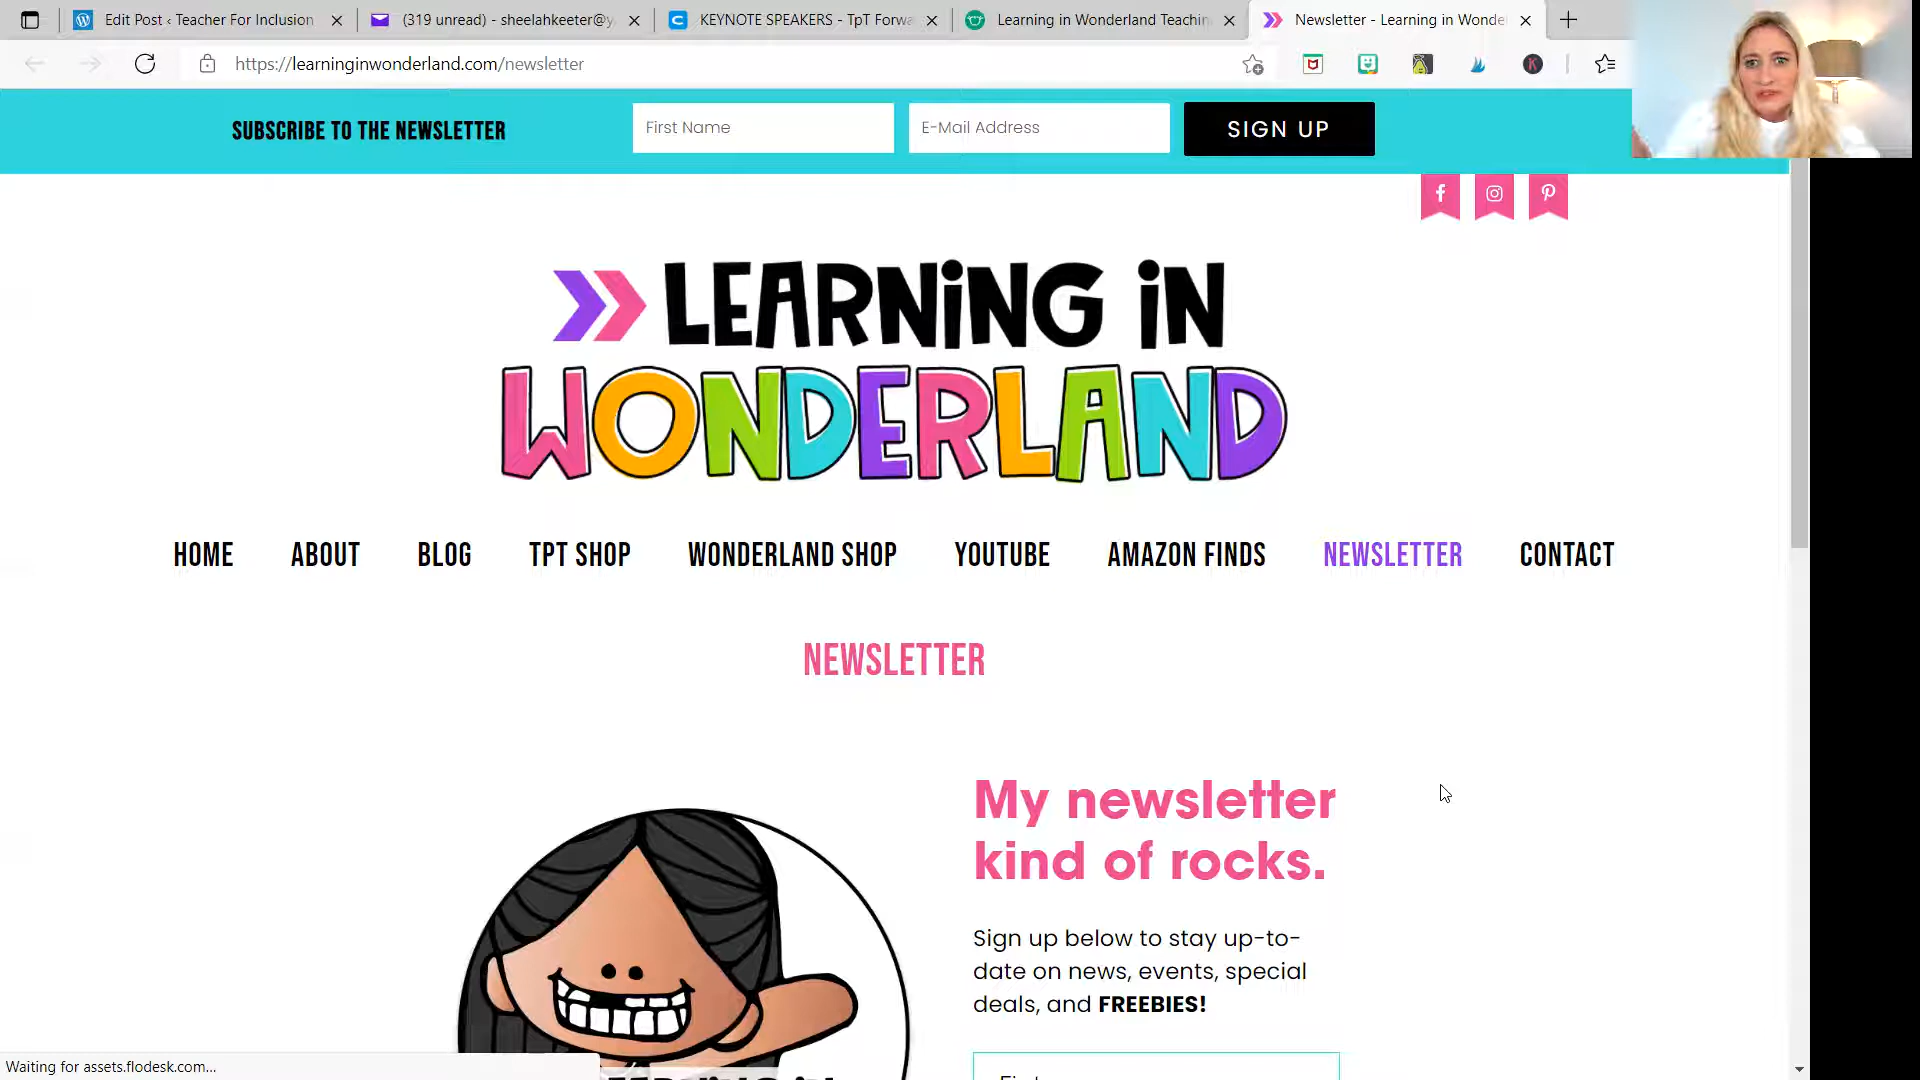 Edit Post ‹ Teacher For Inclusion
(319 unread) - sheelahkeeter@y
KEYNOTE SPEAKERS - TpT Forwa
Learning in Wonderland Teachin
Newsletter - Learning in Wonde
https://learninginwonderland.com/newsletter
SUBSCRIBE TO THE NEWSLETTER
First Name
E-Mail Address
SIGN UP
LEARNiNG iN
WONDERLAND
HOME
ABOUT
BLOG
TPT SHOP
WONDERLAND SHOP
YOUTUBE
AMAZON FINDS
NEWSLETTER
CONTACT
NEWSLETTER
My newsletter
kind of rocks.
Sign up below to stay up-to-
date on news, events, special
deals, and FREEBIES!
Waiting for assets.flodesk.com...